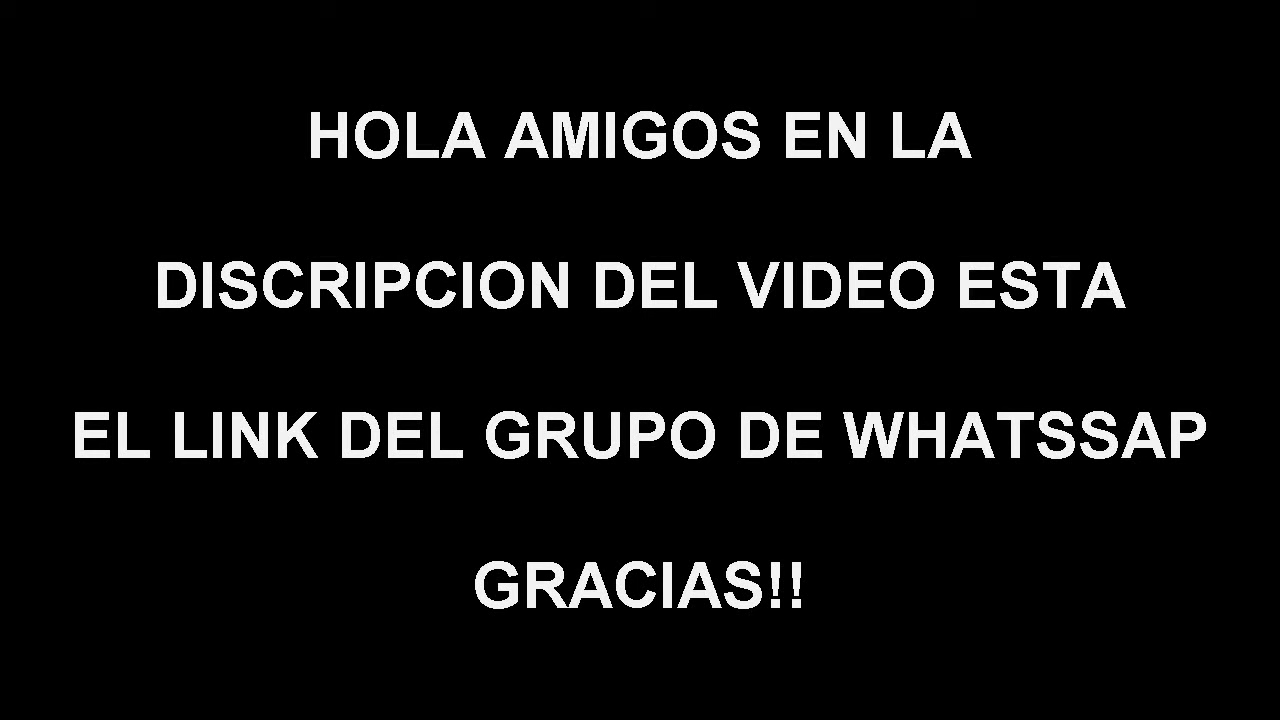 HOLA AMIGOS EN LA
DISCRIPCION DEL VIDEO ESTA
EL LINK DEL GRUPO DE WHATSSAP
GRACIAS!!